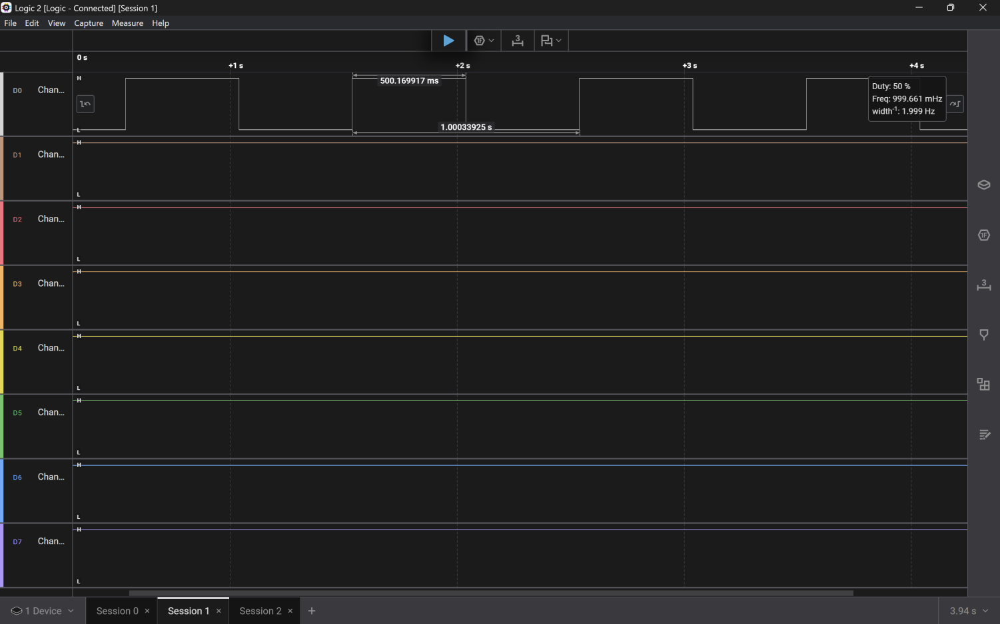 Logic 2 [Logic - Connected] [Session 1]
File Edit View Capture Measure Help
1F 3
0 s
+1 s +2 s +3 s +4 s
D0 Chan...
H
L
500.169917 ms
1.00033925 s
Duty: 50 %
Freq: 999.661 mHz
width⁻¹: 1.999 Hz
D1 Chan...
H
L
D2 Chan...
H
L
1F
D3 Chan...
H
L
3
D4 Chan...
H
L
D5 Chan...
H
L
D6 Chan...
H
L
D7 Chan...
H
L
1 Device Session 0 × Session 1 × Session 2 × + 3.94 s